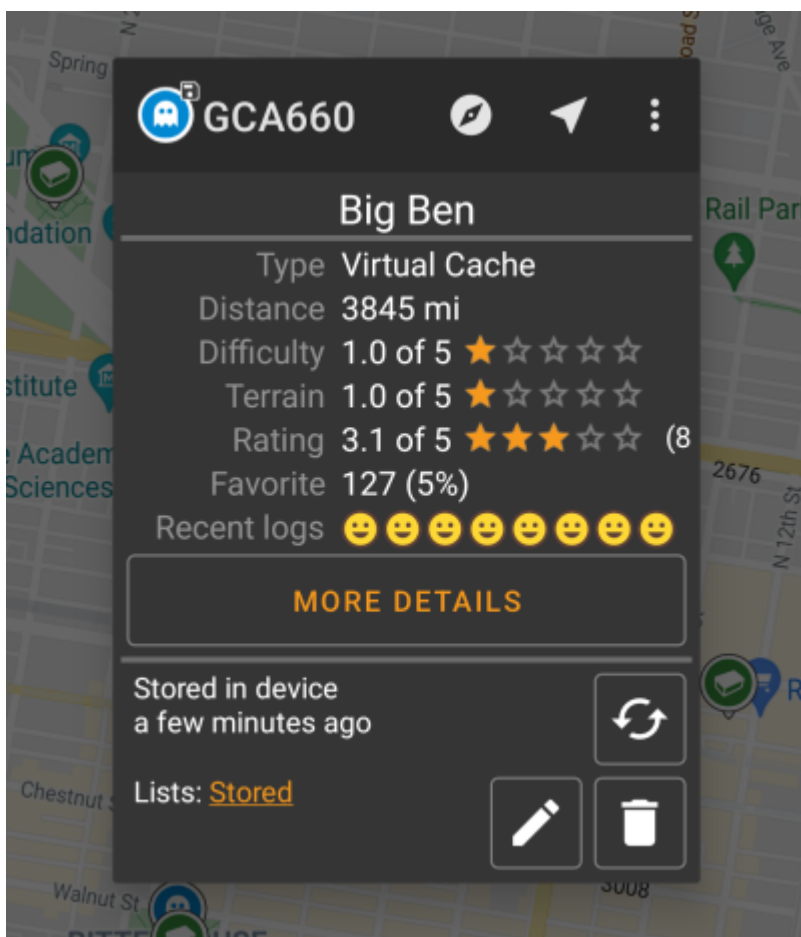 N 2
Spring
GCA660
Big Ben
Rail Par
ndation
Type Virtual Cache
Distance 3845 mi
Difficulty 1.0 of 5
Terrain 1.0 of 5
stitute
Rating 3.1 of 5 (8
Academ
Sciences
Favorite 127 (5%)
2676
Recent logs
N 12th St
MORE DETAILS
Stored in device
a few minutes ago
R
Lists: Stored
Chestnut S
Walnut St
3008